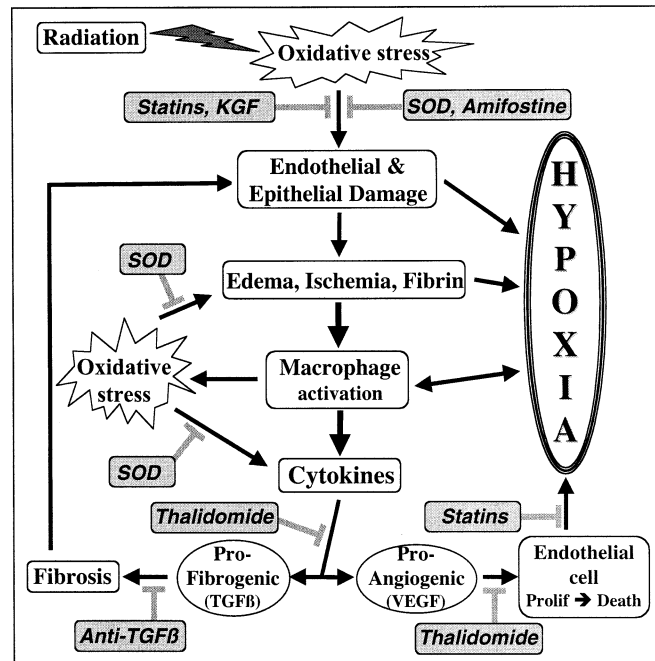 Radiation
Oxidative stress
Statins, KGF
SOD, Amifostine
Endothelial &
Epithelial Damage
HYPOXIA
SOD
Edema, Ischemia, Fibrin
Oxidative
stress
Macrophage
activation
SOD
Cytokines
Thalidomide
Statins
Fibrosis
Pro-
Fibrogenic
(TGFß)
Pro-
Angiogenic
(VEGF)
Endothelial
cell
Prolif ➔ Death
Anti-TGFß
Thalidomide